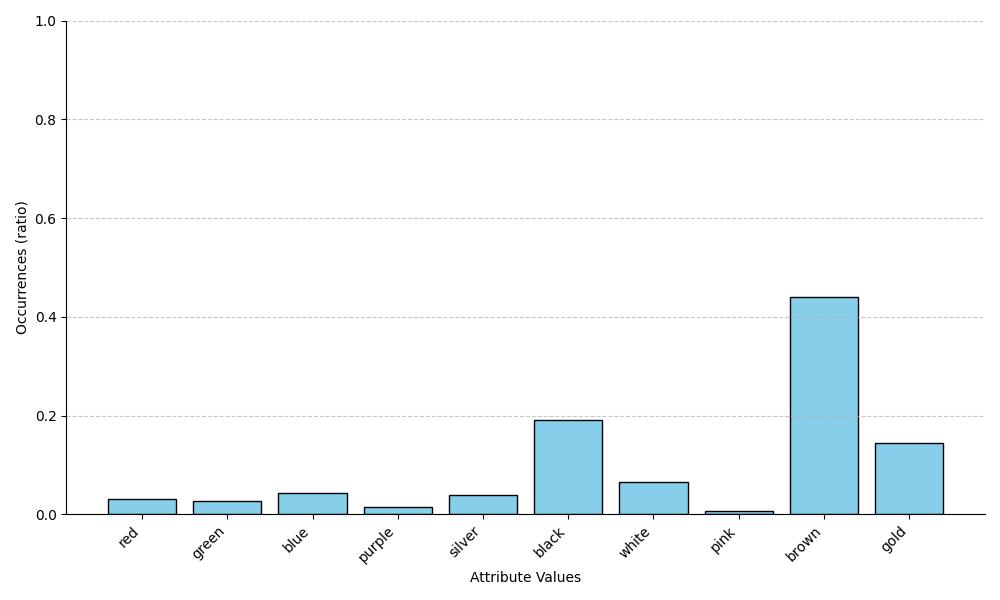 1.0
0.8
0.6
0.4
0.2
0.0
Occurrences (ratio)
red
green
blue
purple
silver
black
white
pink
brown
gold
Attribute Values